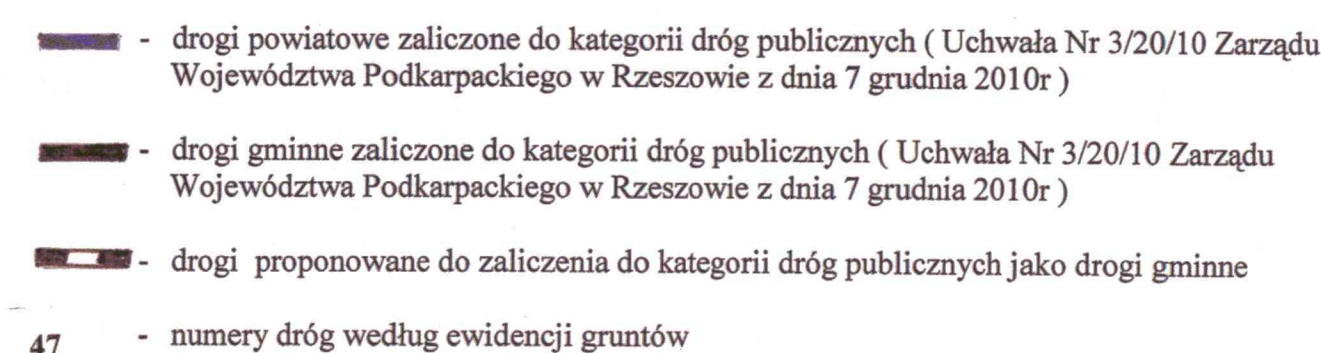 - drogi powiatowe zaliczone do kategorii dróg publicznych ( Uchwała Nr 3/20/10 Zarządu
Województwa Podkarpackiego w Rzeszowie z dnia 7 grudnia 2010r )
- drogi gminne zaliczone do kategorii dróg publicznych ( Uchwała Nr 3/20/10 Zarządu
Województwa Podkarpackiego w Rzeszowie z dnia 7 grudnia 2010r )
- drogi proponowane do zaliczenia do kategorii dróg publicznych jako drogi gminne
47 - numery dróg według ewidencji gruntów